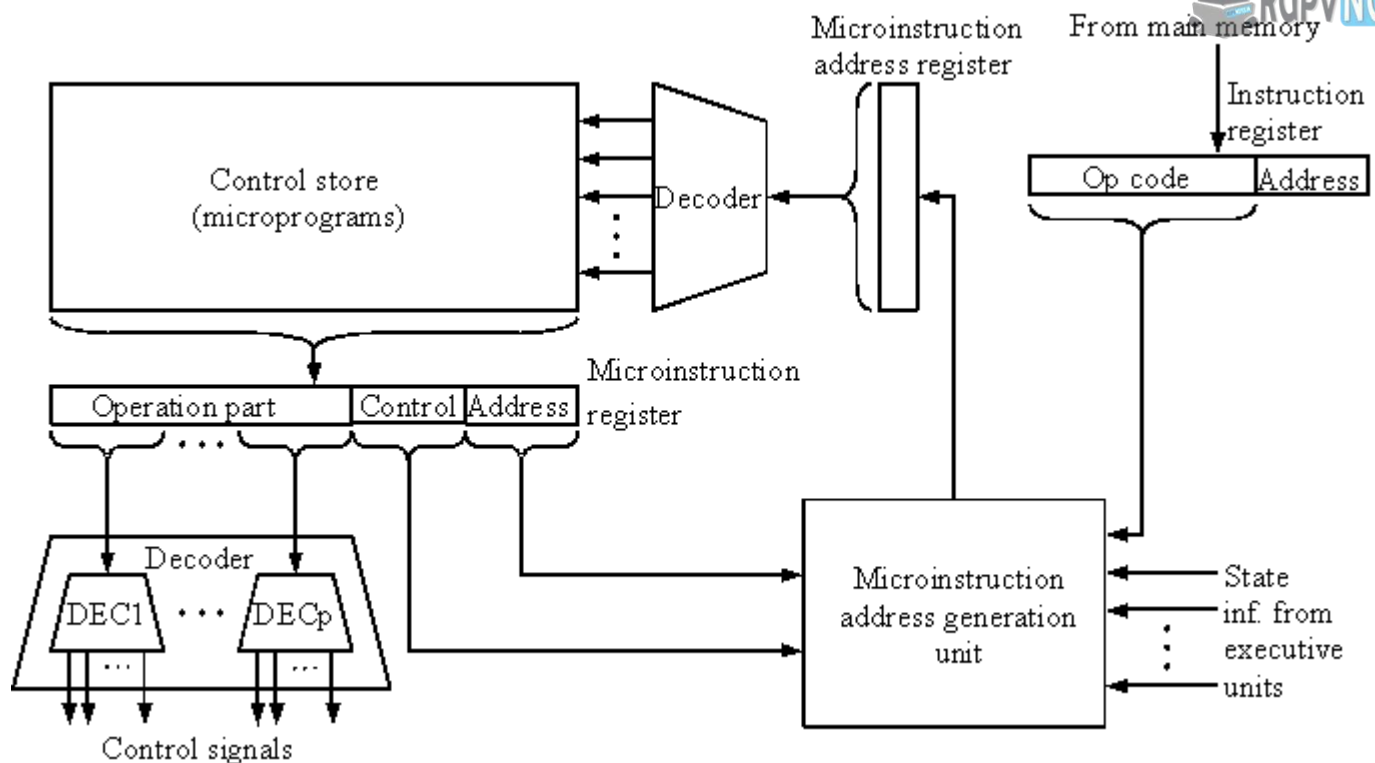 RGPVNO
Microinstruction
address register
From main memory
Instruction
register
Op code
Address
Control store
(microprograms)
Decoder
Microinstruction
register
Operation part
Control
Address
Decoder
DEC1
DECp
Control signals
Microinstruction
address generation
unit
State
inf. from
executive
units